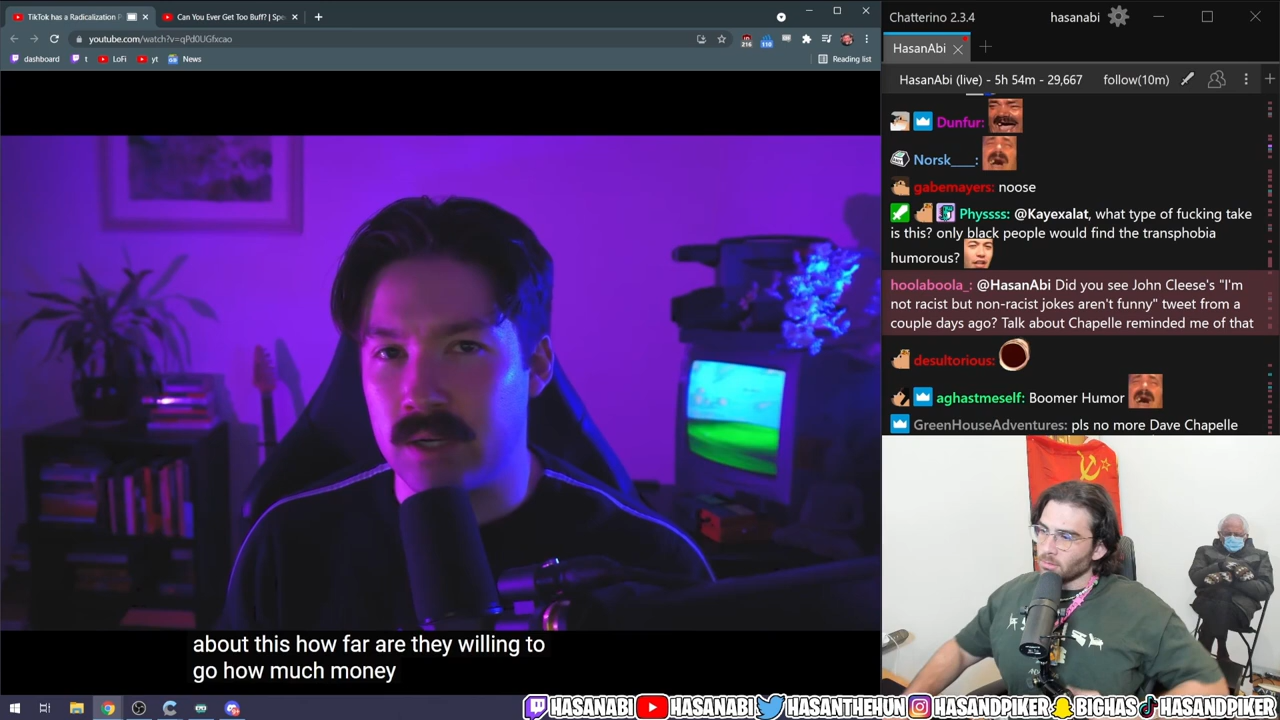 TikTok has a Radicalization P
Can You Ever Get Too Buff? | Spe
youtube.com/watch?v=qPd0UGfxcao
216
110
dashboard
t
LoFi
yt
News
Reading list
about this how far are they willing to
go how much money
Chatterino 2.3.4
hasanabi
HasanAbi
HasanAbi (live) - 5h 54m - 29,667
follow(10m)
Dunfur:
Norsk___:
gabemayers: noose
Physsss: @Kayexalat, what type of fucking take
is this? only black people would find the transphobia
humorous?
hoolaboola_: @HasanAbi Did you see John Cleese's "I'm
not racist but non-racist jokes aren't funny" tweet from a
couple days ago? Talk about Chapelle reminded me of that
desultorious:
aghastmeself: Boomer Humor
GreenHouseAdventures: pls no more Dave Chapelle
HASANABI
HASANABI
HASANTHEHUN
HASANDPIKER
BIGHAS
HASANDPIKER